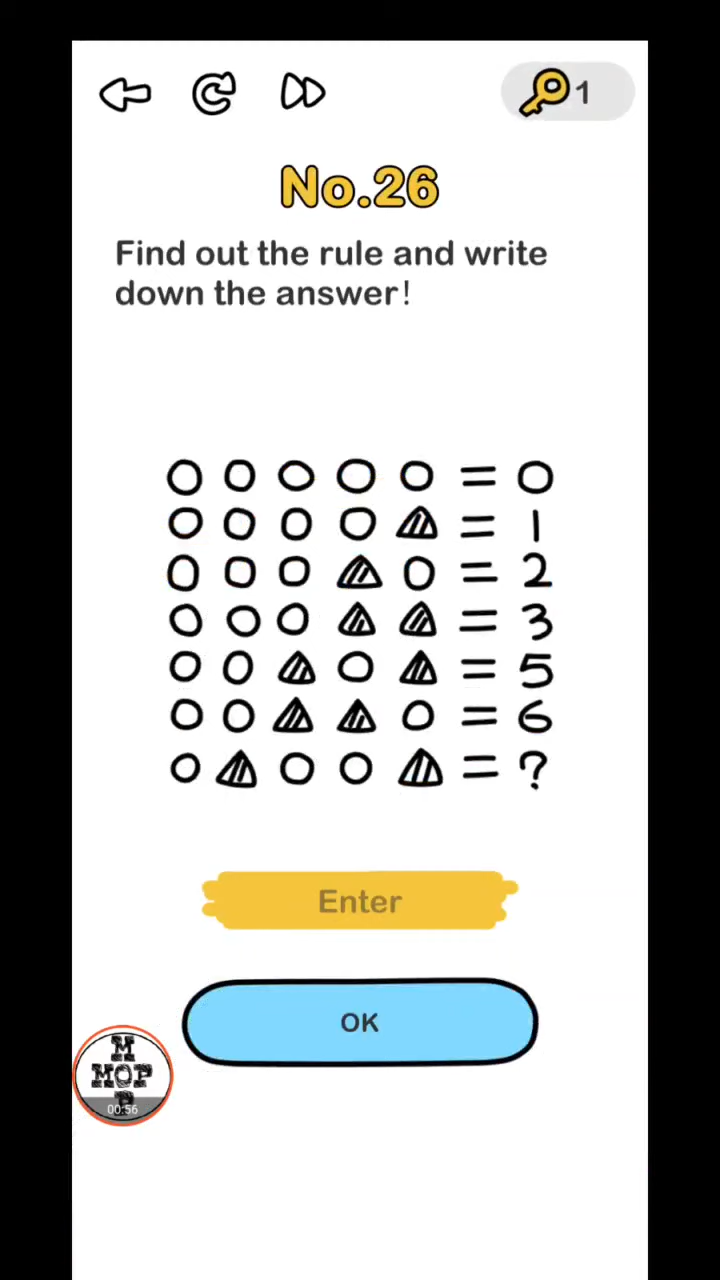 1
No.26
Find out the rule and write
down the answer!
= 0
= 1
= 2
= 3
= 5
= 6
= ?
Enter
OK
M
MOP
P
00:56